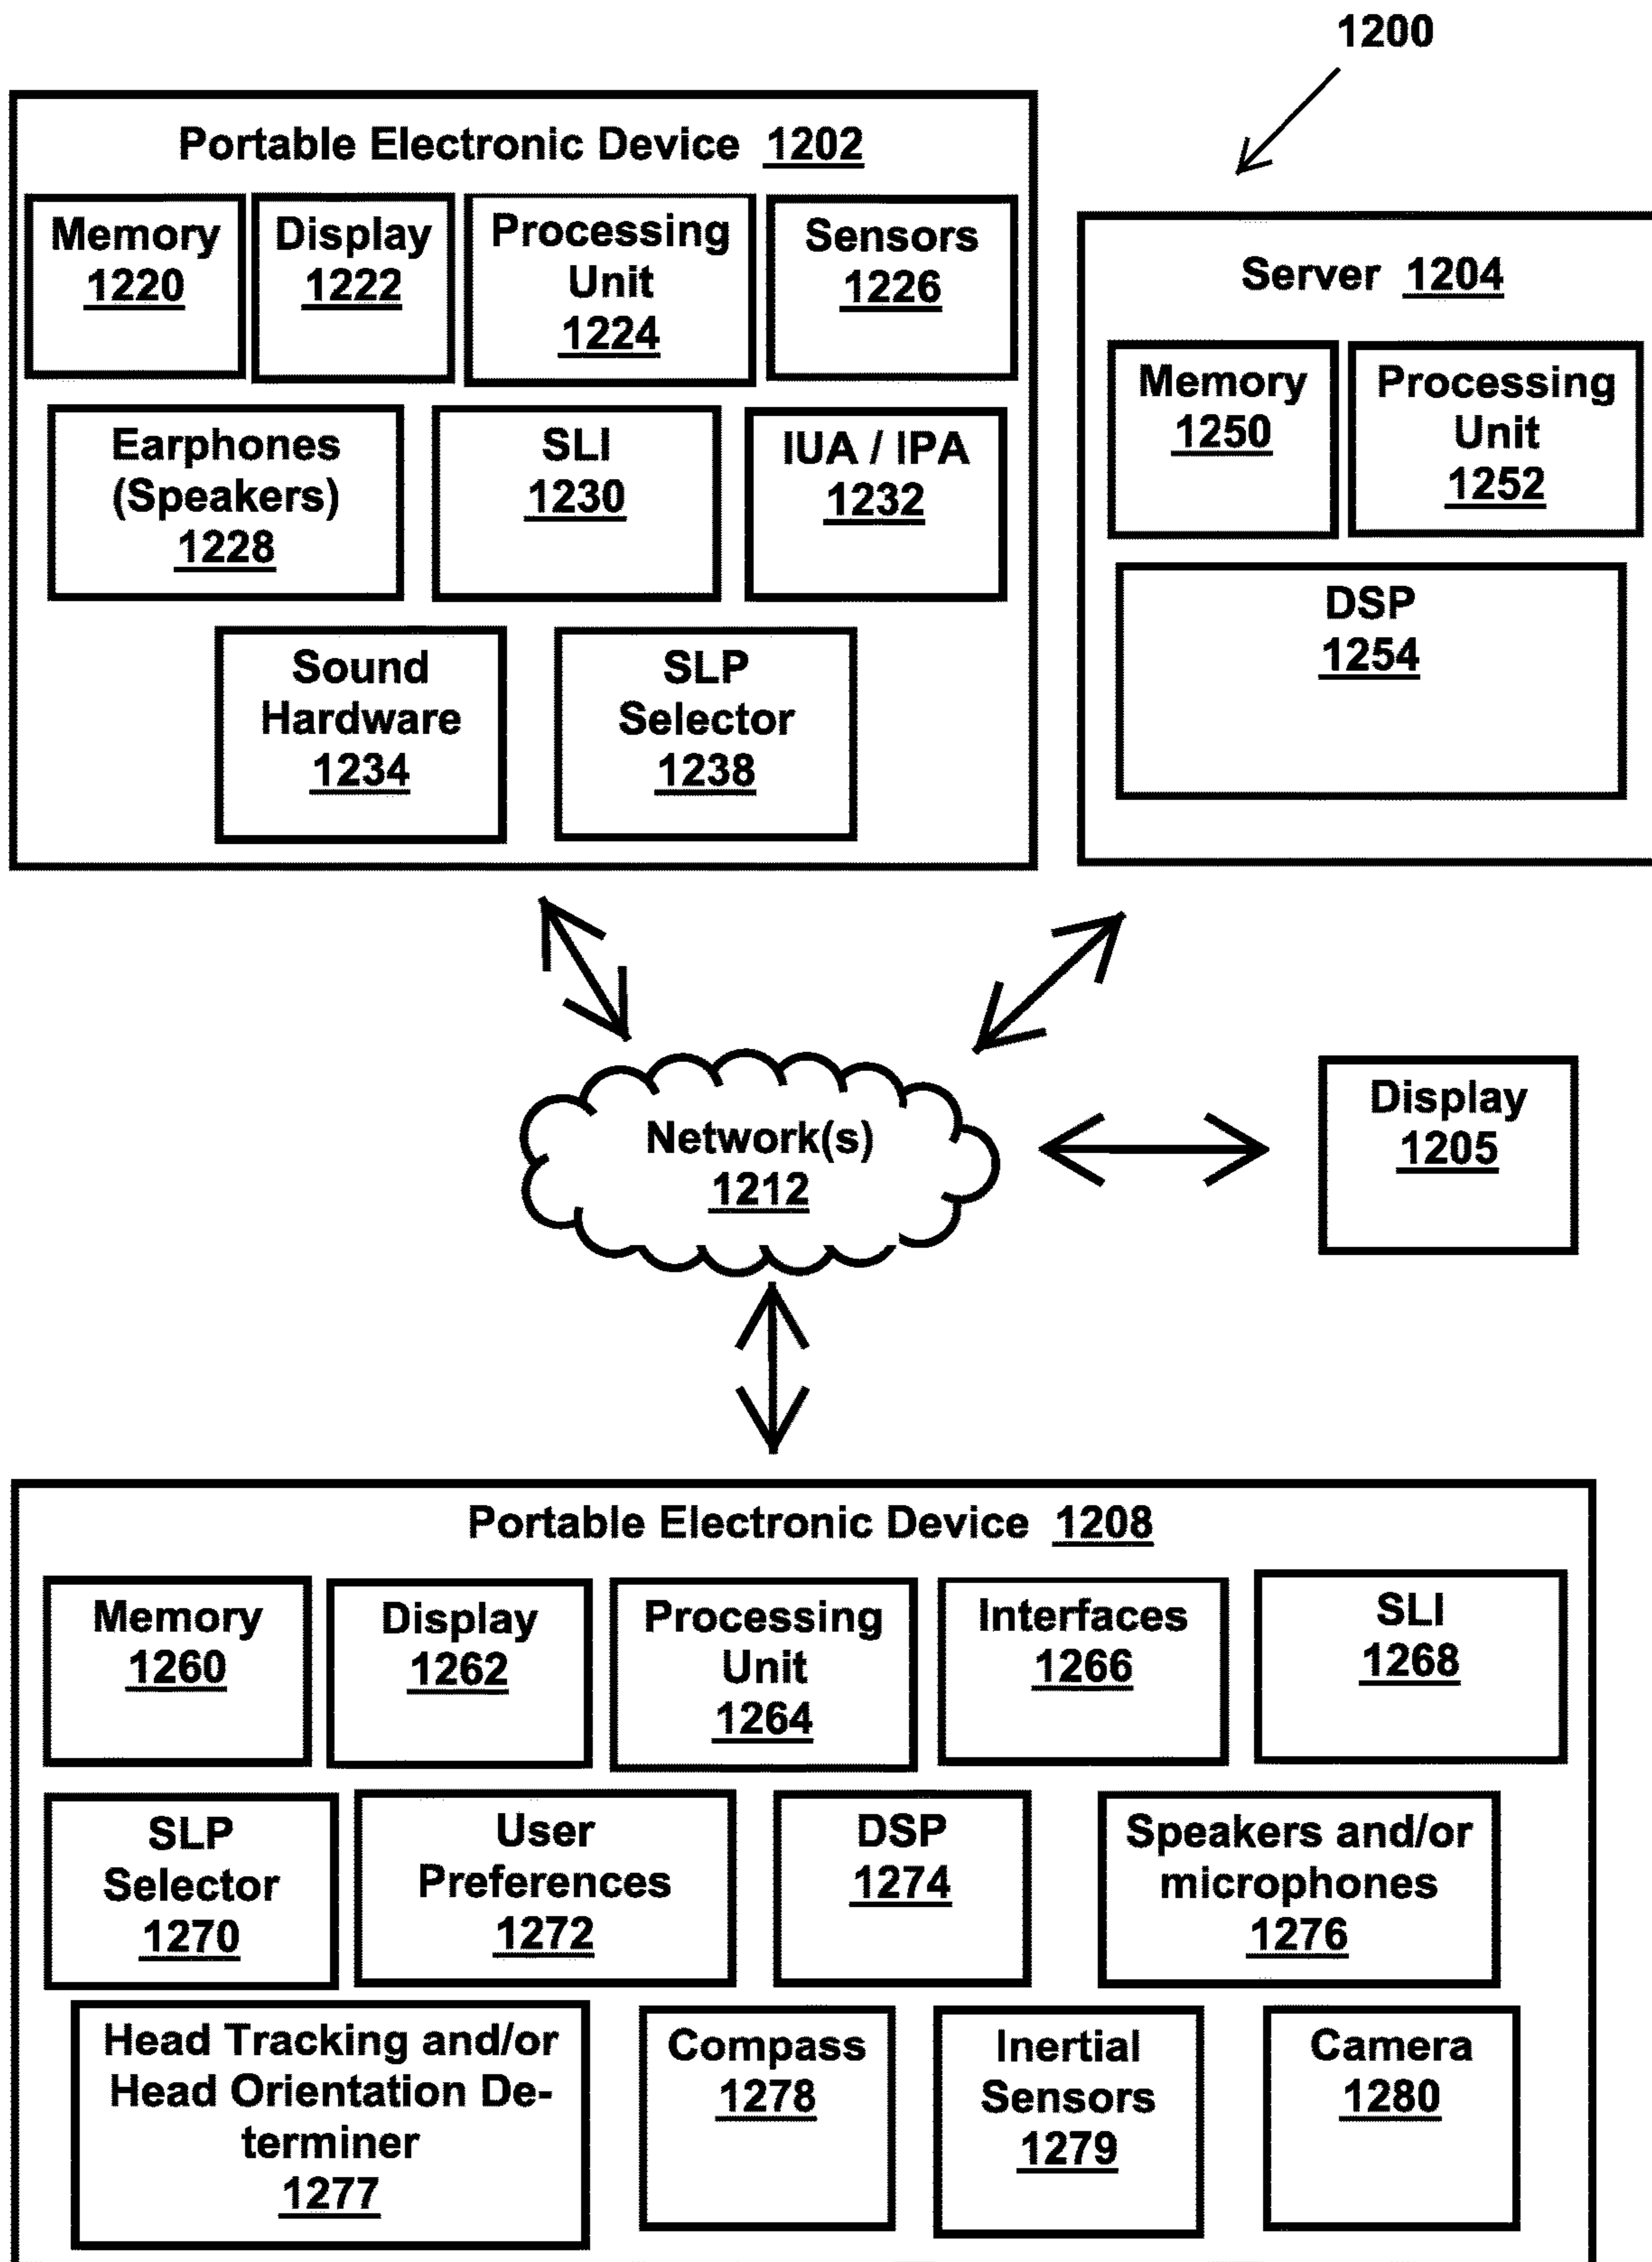 1200
Portable Electronic Device 1202
Memory
1220
Display
1222
Processing
Unit
1224
Sensors
1226
Earphones
(Speakers)
1228
SLI
1230
IUA / IPA
1232
Sound
Hardware
1234
SLP
Selector
1238
Server 1204
Memory
1250
Processing
Unit
1252
DSP
1254
Network(s)
1212
Display
1205
Portable Electronic Device 1208
Memory
1260
Display
1262
Processing
Unit
1264
Interfaces
1266
SLI
1268
SLP
Selector
1270
User
Preferences
1272
DSP
1274
Speakers and/or
microphones
1276
Head Tracking and/or
Head Orientation De-
terminer
1277
Compass
1278
Inertial
Sensors
1279
Camera
1280